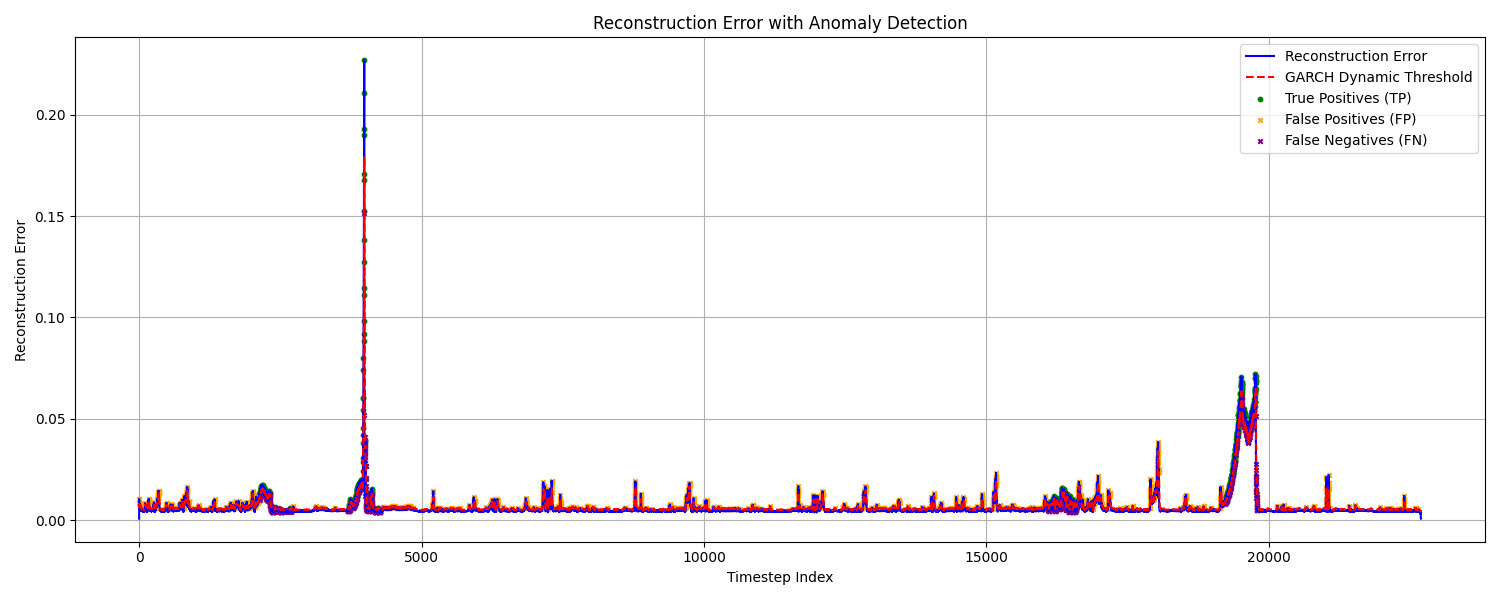 Reconstruction Error with Anomaly Detection
Reconstruction Error
GARCH Dynamic Threshold
True Positives (TP)
False Positives (FP)
False Negatives (FN)
Reconstruction Error
0.20
0.15
0.10
0.05
0.00
0
5000
10000
15000
20000
Timestep Index